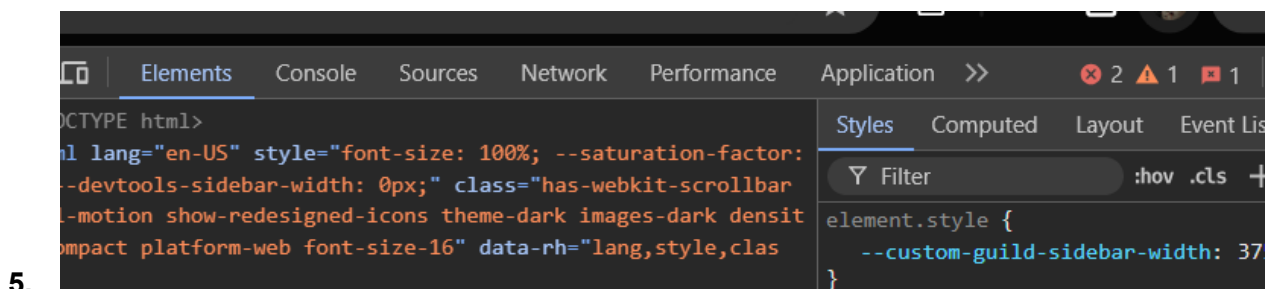 Elements Console Sources Network Performance Application >> 2 1 1
OCTYPE html>
ml lang="en-US" style="font-size: 100%; --saturation-factor:
--devtools-sidebar-width: 0px;" class="has-webkit-scrollbar
l-motion show-redesigned-icons theme-dark images-dark densit
ompact platform-web font-size-16" data-rh="lang,style,clas
Styles Computed Layout Event Lis
Filter :hov .cls +
element.style {
--custom-guild-sidebar-width: 37
}
5.